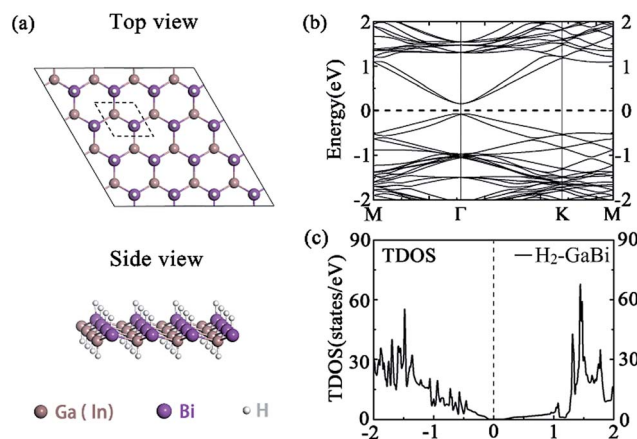 (a)
Top view
Side view
Ga ( In)
Bi
H
(b)
Energy(eV)
2
1
0
-1
-2
2
1
0
-1
-2
M
Γ
K
M
(c)
TDOS(states/eV)
TDOS
H2-GaBi
90
60
30
0
90
60
30
0
-2
-1
0
1
2